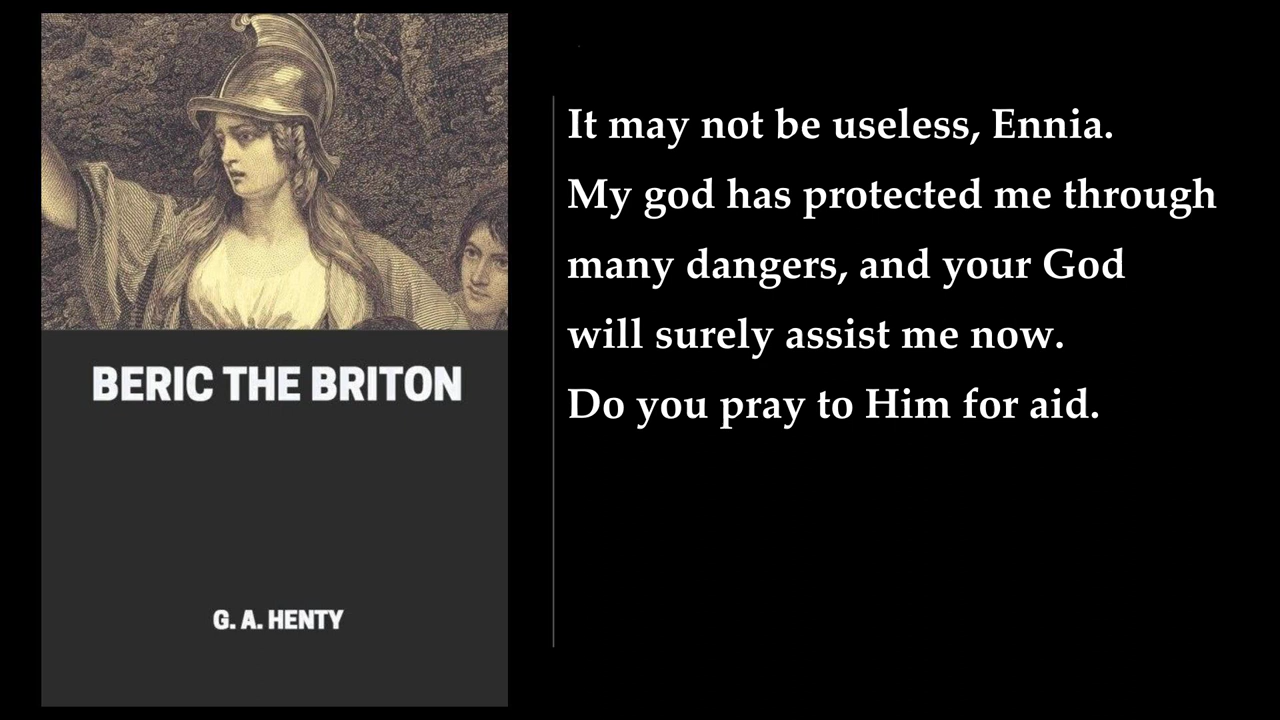 BERIC THE BRITON
G. A. HENTY
It may not be useless, Ennia.
My god has protected me through
many dangers, and your God
will surely assist me now.
Do you pray to Him for aid.